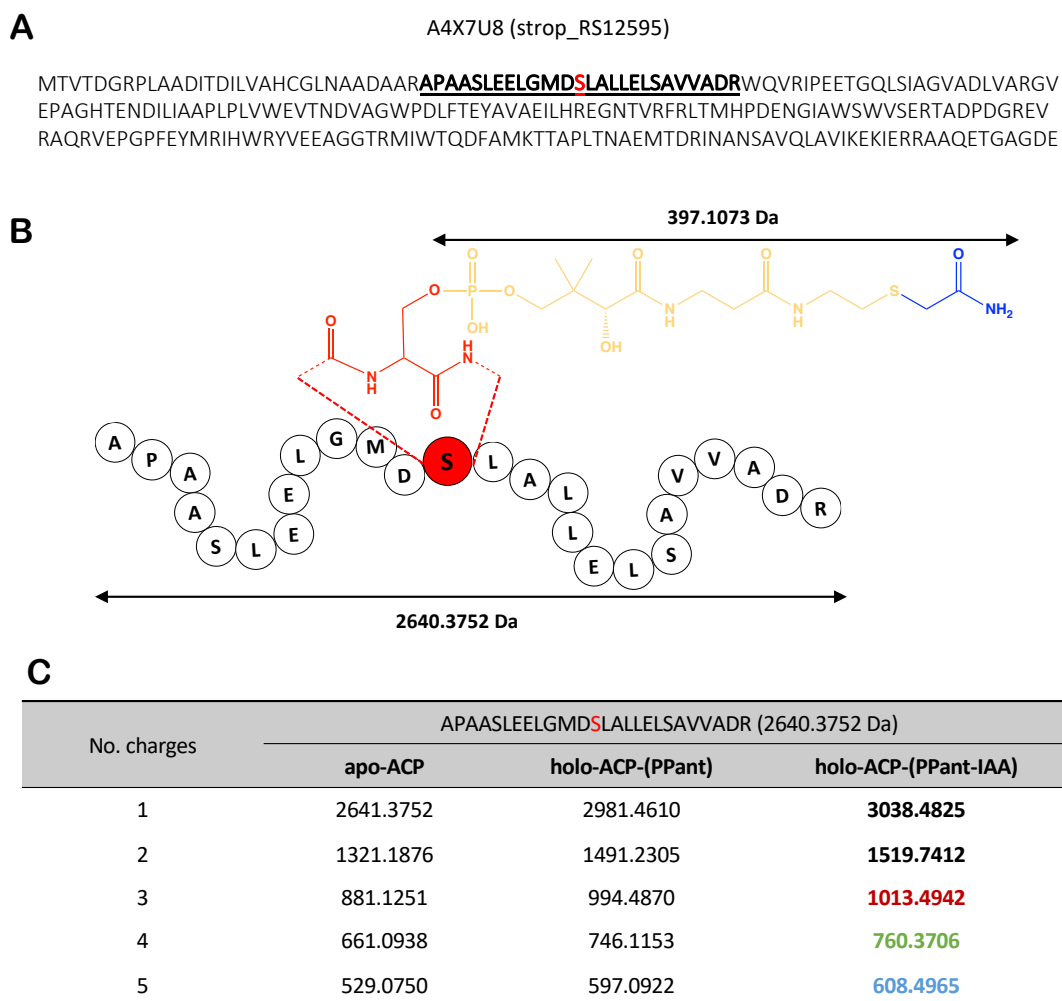 A
A4X7U8 (strop_RS12595)
MTVTDGRPLAADITDILVAHCGLNAADAARAPAASLEELGMDSLALLELSAVVADRWQVRIPEETGQLSIAGVADLVARGV
EPAGHTENDILIAAPLPLVWEVTNDVAGWPDLFTEYAVAEILHREGNTVRFRLTMHPDENGIAWSWVSERTADPDGREV
RAQRVEPGPFEYMRIHWRYVEEAGGTRMIWTQDFAMKTTAPLTNAEMTDRINANSAVQLAVIKEKIERRAAQETGAGDE
B
397.1073 Da
O
O
P
OH
O
OH
O
N
H
O
N
H
S
O
NH2
O
N
H
O
H
N
A P A A S L E E L G M D S L A L L E L S A V V A D R
2640.3752 Da
C
No. charges
APAASLEELGMDSLALLELSAVVADR (2640.3752 Da)
apo-ACP holo-ACP-(PPant) holo-ACP-(PPant-IAA)
1 2641.3752 2981.4610 3038.4825
2 1321.1876 1491.2305 1519.7412
3 881.1251 994.4870 1013.4942
4 661.0938 746.1153 760.3706
5 529.0750 597.0922 608.4965